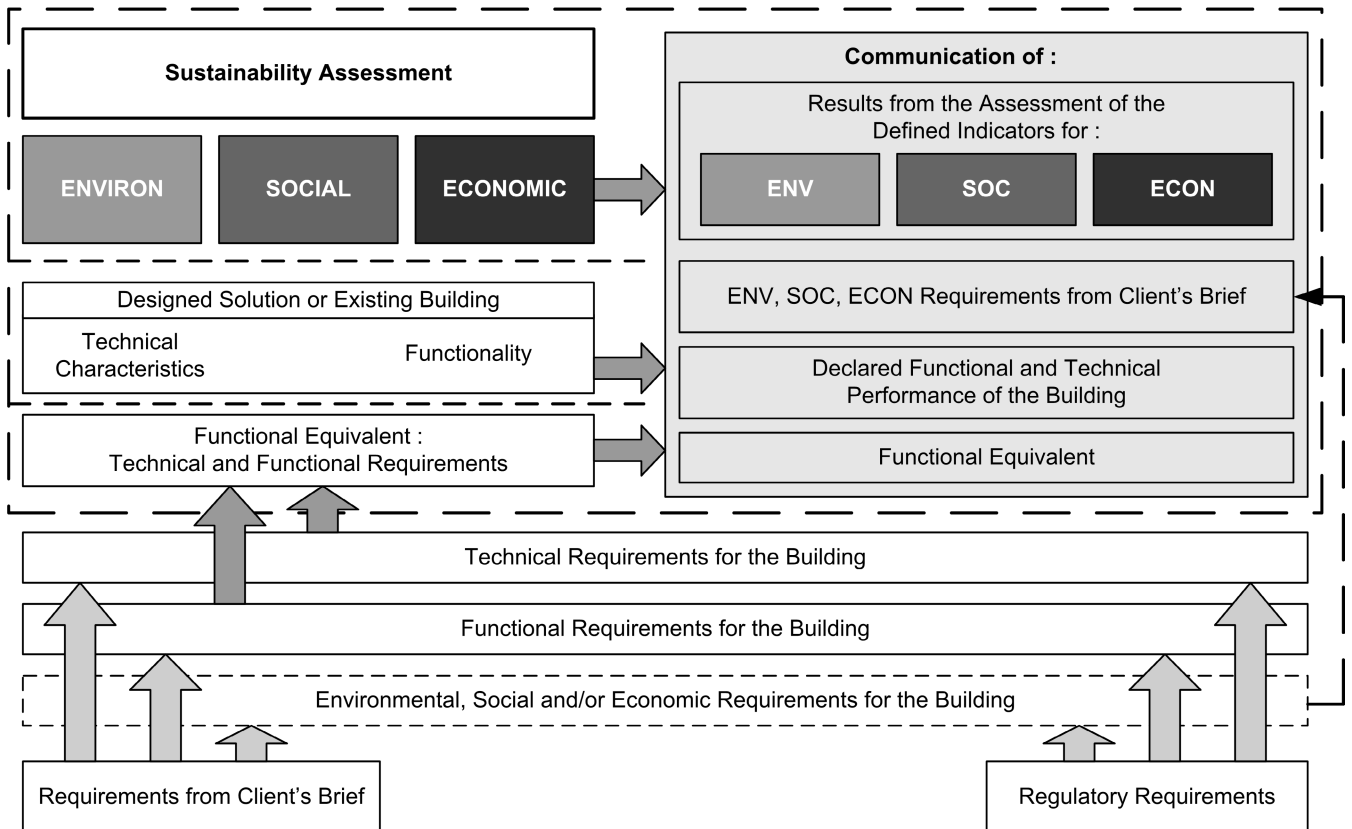 Sustainability Assessment
ENVIRON
SOCIAL
ECONOMIC
Communication of :
Results from the Assessment of the
Defined Indicators for :
ENV
SOC
ECON
ENV, SOC, ECON Requirements from Client's Brief
Designed Solution or Existing Building
Technical
Characteristics
Functionality
Declared Functional and Technical
Performance of the Building
Functional Equivalent :
Technical and Functional Requirements
Functional Equivalent
Technical Requirements for the Building
Functional Requirements for the Building
Environmental, Social and/or Economic Requirements for the Building
Requirements from Client's Brief
Regulatory Requirements